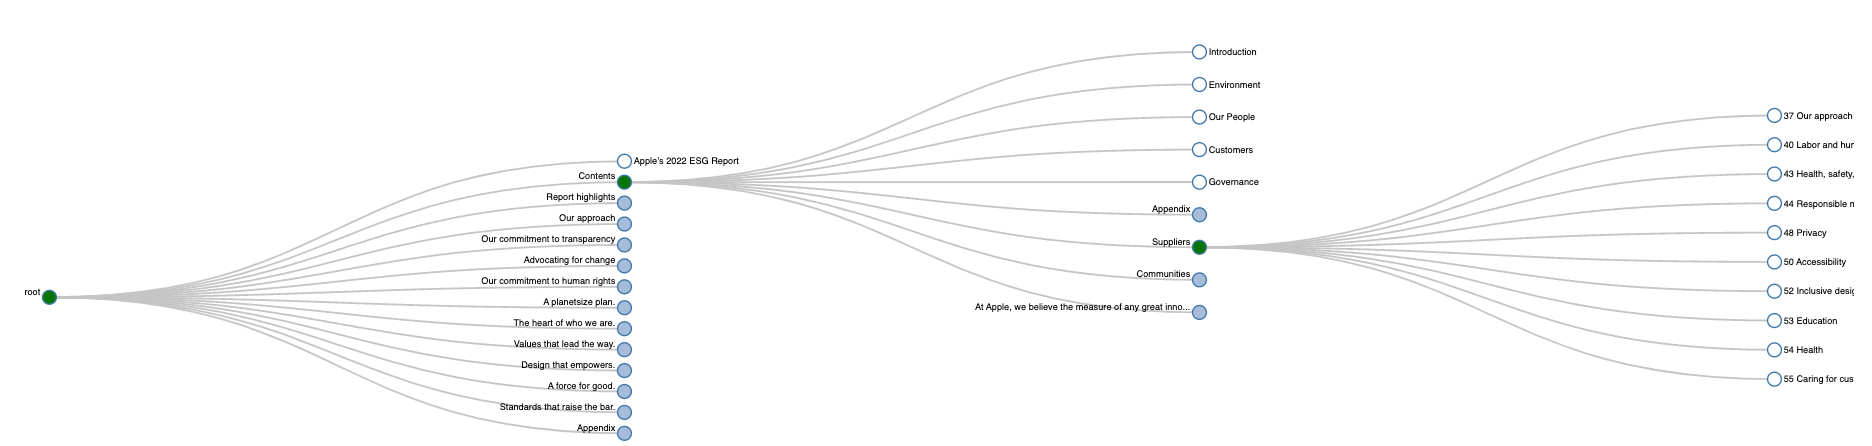 root
Apple's 2022 ESG Report
Contents
Report highlights
Our approach
Our commitment to transparency
Advocating for change
Our commitment to human rights
A planetsize plan.
The heart of who we are.
Values that lead the way.
Design that empowers.
A force for good.
Standards that raise the bar.
Appendix
Introduction
Environment
Our People
Customers
Governance
Appendix
Suppliers
Communities
At Apple, we believe the measure of any great inno...
37 Our approach
40 Labor and
43 Health, safety,
44 Responsible
48 Privacy
50 Accessibility
52 Inclusive
53 Education
54 Health
55 Caring for